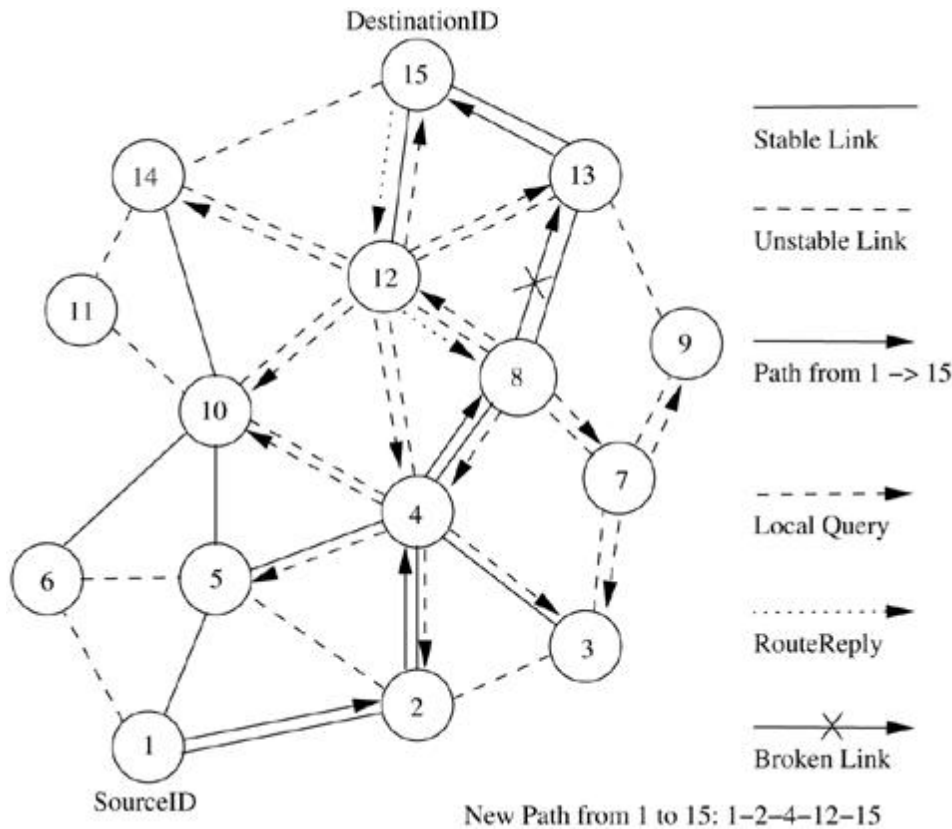 DestinationID
15
14
13
12
11
10
9
8
7
6
5
4
3
2
1
SourceID
Stable Link
Unstable Link
Path from 1 –> 15
Local Query
RouteReply
Broken Link
New Path from 1 to 15: 1–2–4–12–15